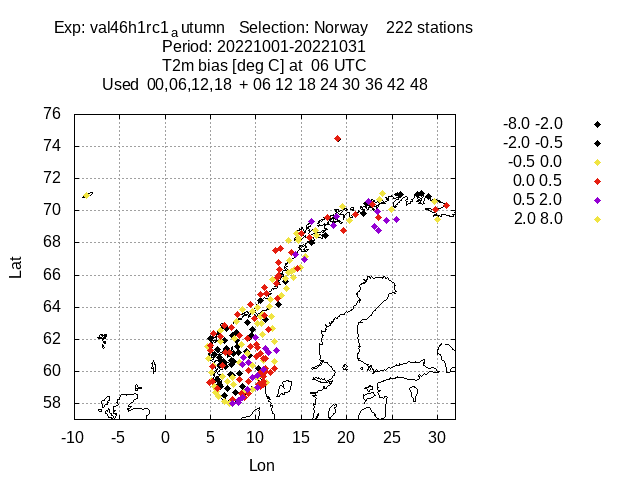 Exp: val46h1rc1a utumn Selection: Norway 222 stations
Period: 20221001-20221031
T2m bias [deg C] at 06 UTC
Used 00,06,12,18 + 06 12 18 24 30 36 42 48
76
74
72
70
68
66
64
62
60
58
Lat
-10 -5 0 5 10 15 20 25 30
Lon
-8.0 -2.0
-2.0 -0.5
-0.5 0.0
0.0 0.5
0.5 2.0
2.0 8.0